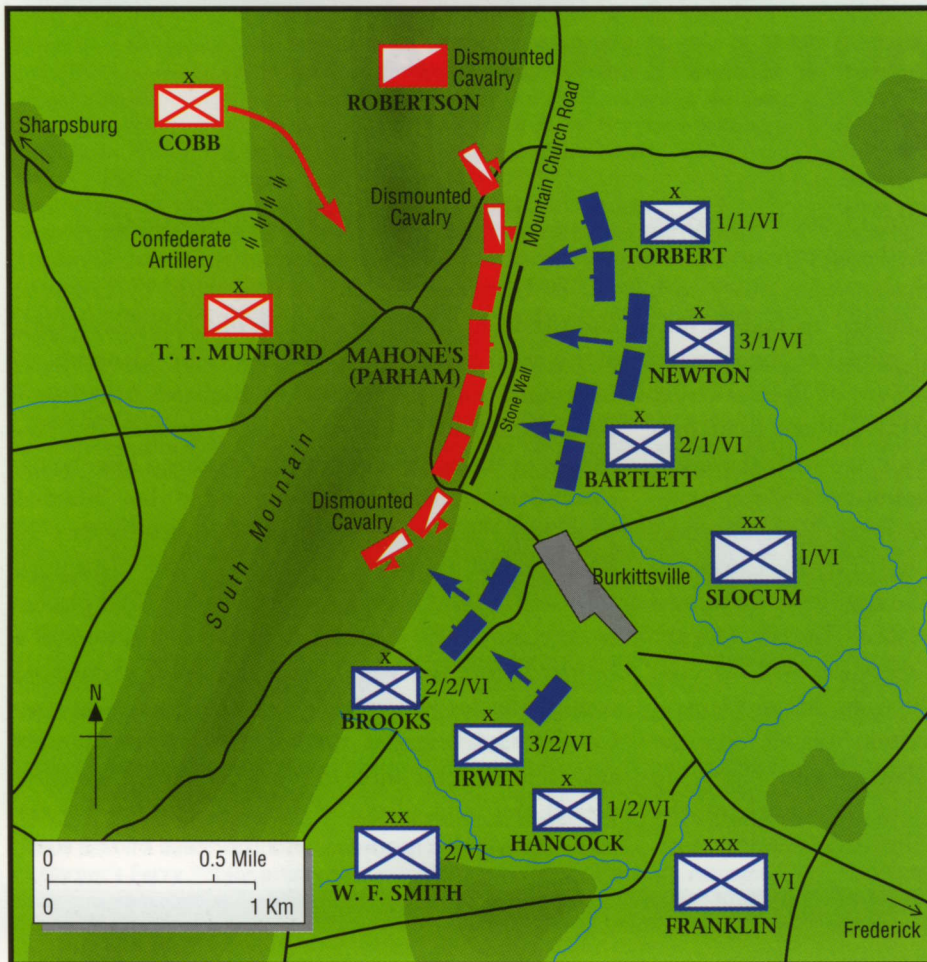 Dismounted
Cavalry
ROBERTSON
X
COBB
Sharpsburg
Mountain Church Road
Dismounted
Cavalry
X
1/1/VI
TORBERT
Confederate
Artillery
X
T. T. MUNFORD
MAHONE'S
(PARHAM)
X
3/1/VI
NEWTON
Stone Wall
X
2/1/VI
BARTLETT
South Mountain
Dismounted
Cavalry
XX
I/VI
SLOCUM
Burkittsville
X
2/2/VI
BROOKS
N
X
3/2/VI
IRWIN
X
1/2/VI
HANCOCK
XX
2/VI
W. F. SMITH
XXX
VI
FRANKLIN
0 0.5 Mile
0 1 Km
Frederick